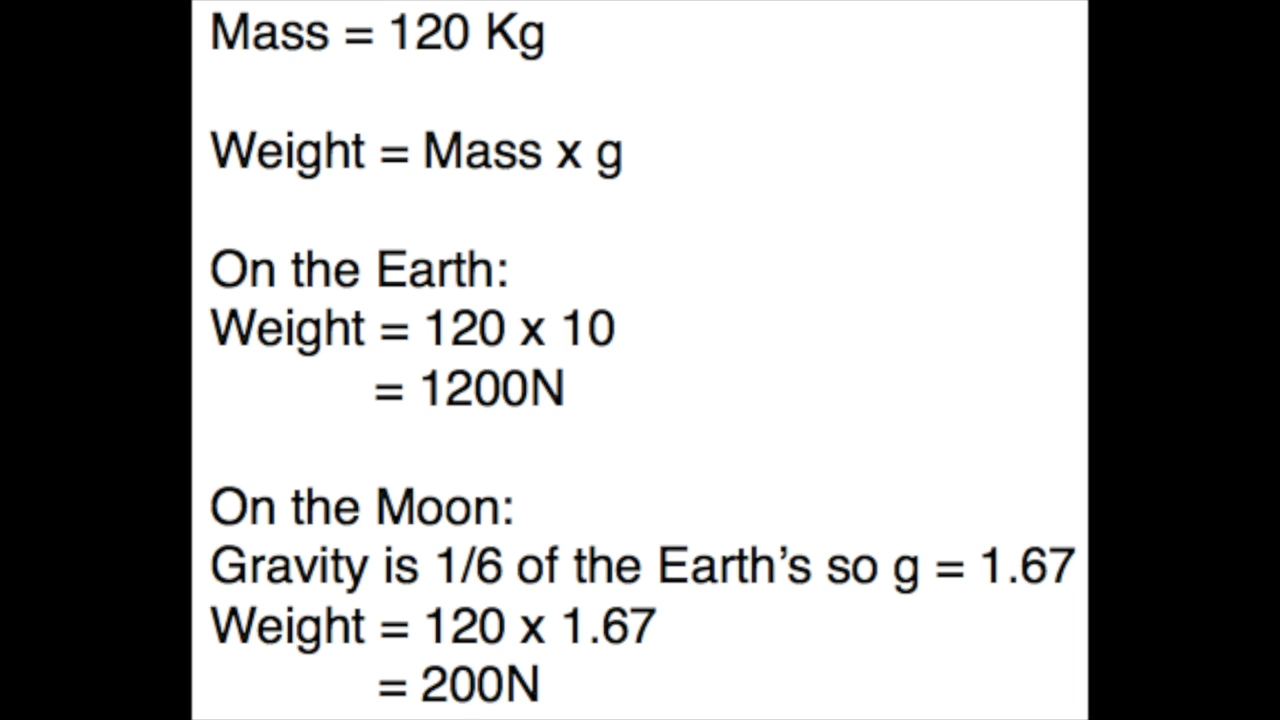 Mass = 120 Kg
Weight = Mass x g
On the Earth:
Weight = 120 x 10
= 1200N
On the Moon:
Gravity is 1/6 of the Earth’s so g = 1.67
Weight = 120 x 1.67
= 200N